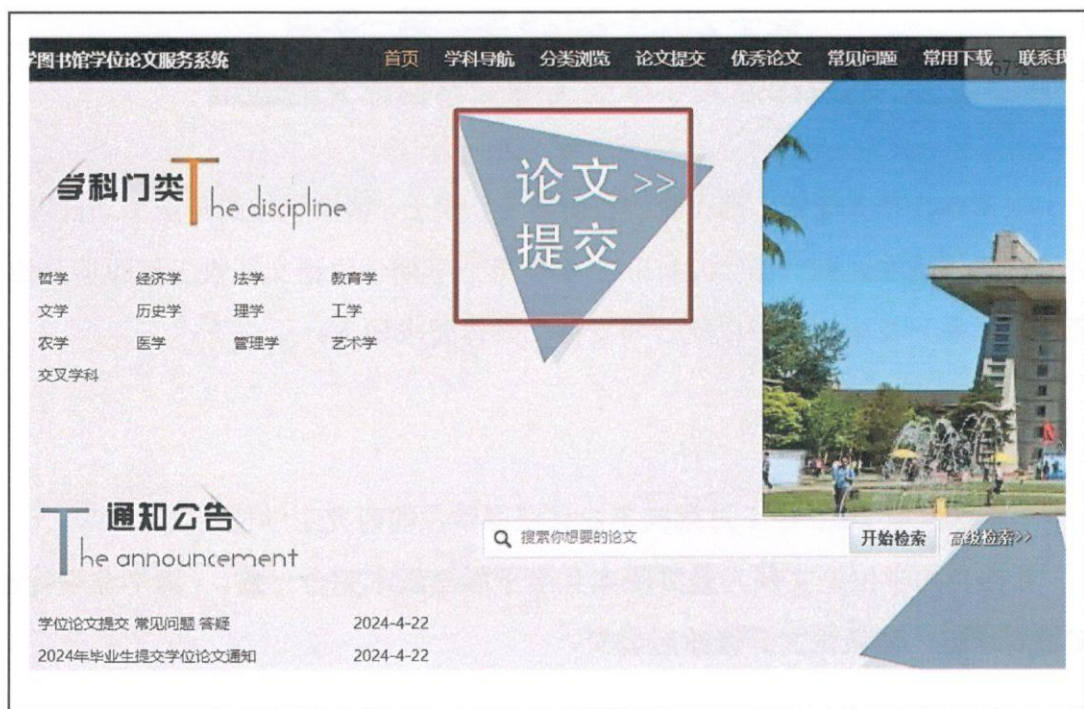 学图书馆学位论文服务系统 首页 学科导航 分类浏览 论文提交 优秀论文 常见问题 常用下载 联系我
67%
论文 >>
提交
学科门类 The discipline
哲学 经济学 法学 教育学
文学 历史学 理学 工学
农学 医学 管理学 艺术学
交叉学科
通知公告
The announcement
搜索你想要的论文 开始检索 高级检索>>
学位论文提交 常见问题 答疑 2024-4-22
2024年毕业生提交学位论文通知 2024-4-22